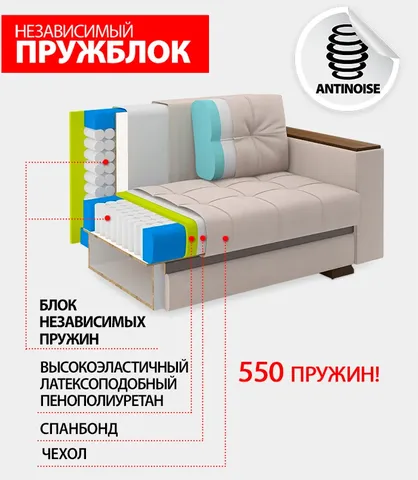 НЕЗАВИСИМЫЙ
ПРУЖБЛОК
ANTINOISE
БЛОК
НЕЗАВИСИМЫХ
ПРУЖИН
ВЫСОКОЭЛАСТИЧНЫЙ
ЛАТЕКСОПОДОБНЫЙ
ПЕНОПОЛИУРЕТАН
СПАНБОНД
ЧЕХОЛ
550 ПРУЖИН!